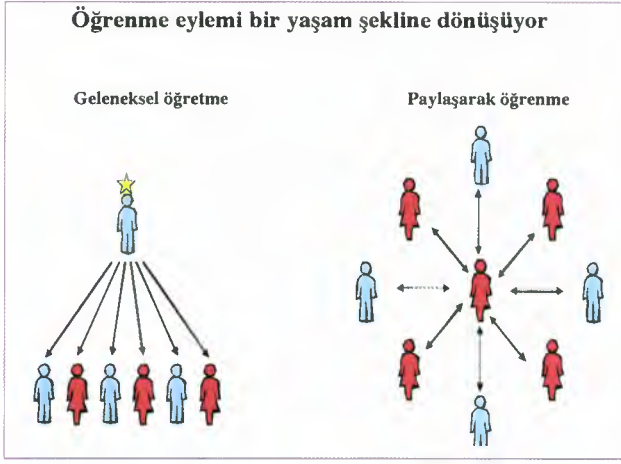 Öğrenme eylemi bir yaşam şekline dönüşüyor
Geleneksel öğretme
Paylaşarak öğrenme